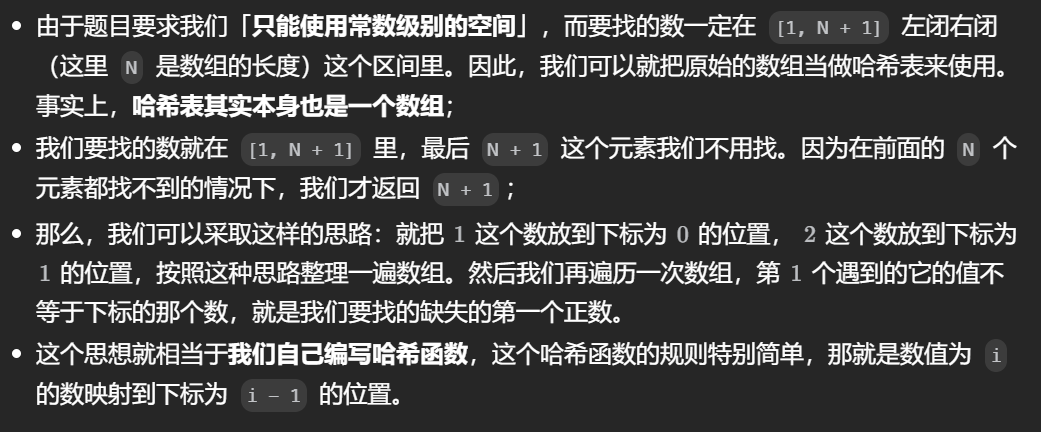 • 由于题目要求我们「只能使用常数级别的空间」，而要找的数一定在 [1, N + 1] 左闭右闭
（这里 N 是数组的长度）这个区间里。因此，我们可以就把原始的数组当做哈希表来使用。
事实上，哈希表其实本身也是一个数组；
• 我们要找的数就在 [1, N + 1] 里，最后 N + 1 这个元素我们不用找。因为在前面的 N 个
元素都找不到的情况下，我们才返回 N + 1 ；
• 那么，我们可以采取这样的思路：就把 1 这个数放到下标为 0 的位置， 2 这个数放到下标为
1 的位置，按照这种思路整理一遍数组。然后我们再遍历一次数组，第 1 个遇到的它的值不
等于下标的那个数，就是我们要找的缺失的第一个正数。
• 这个思想就相当于我们自己编写哈希函数，这个哈希函数的规则特别简单，那就是数值为 i
的数映射到下标为 i - 1 的位置。